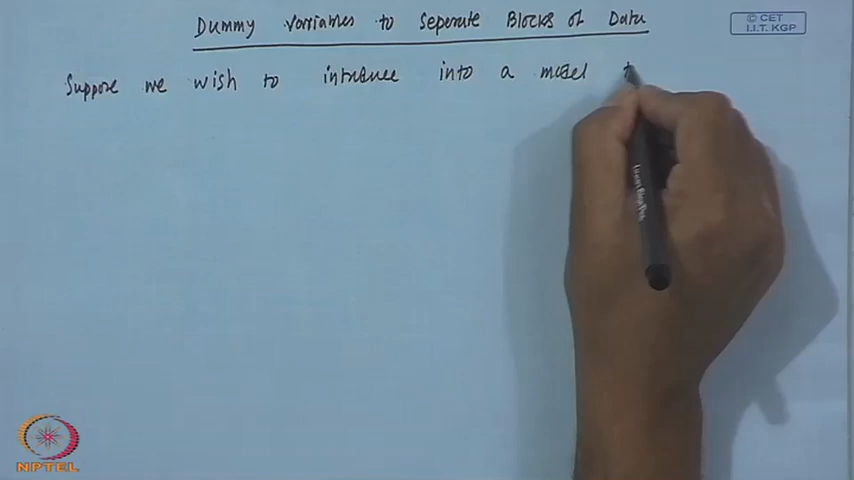 Dummy Variables to Seperate Blocks of Data
© CET
I.I.T. KGP
Suppose we wish to introduce into a model t
NPTEL